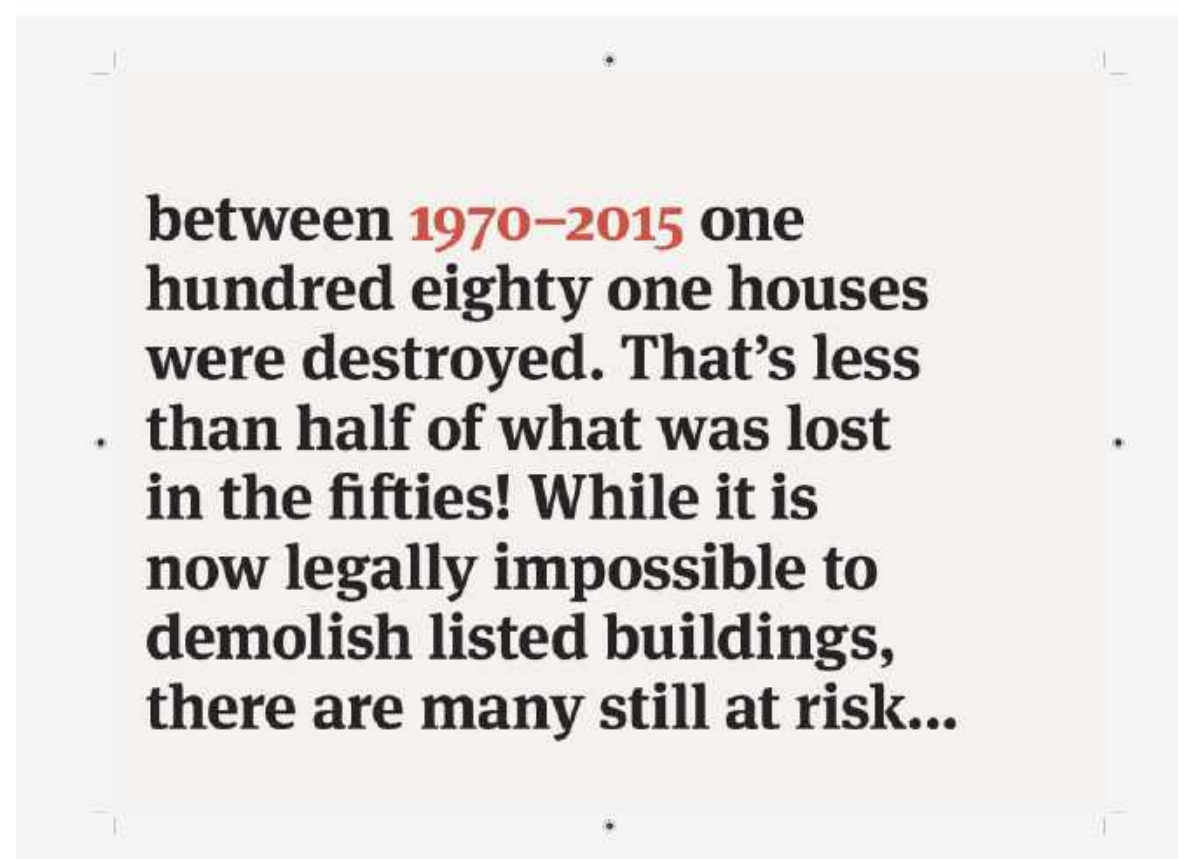 between 1970–2015 one
hundred eighty one houses
were destroyed. That’s less
than half of what was lost
in the fifties! While it is
now legally impossible to
demolish listed buildings,
there are many still at risk...